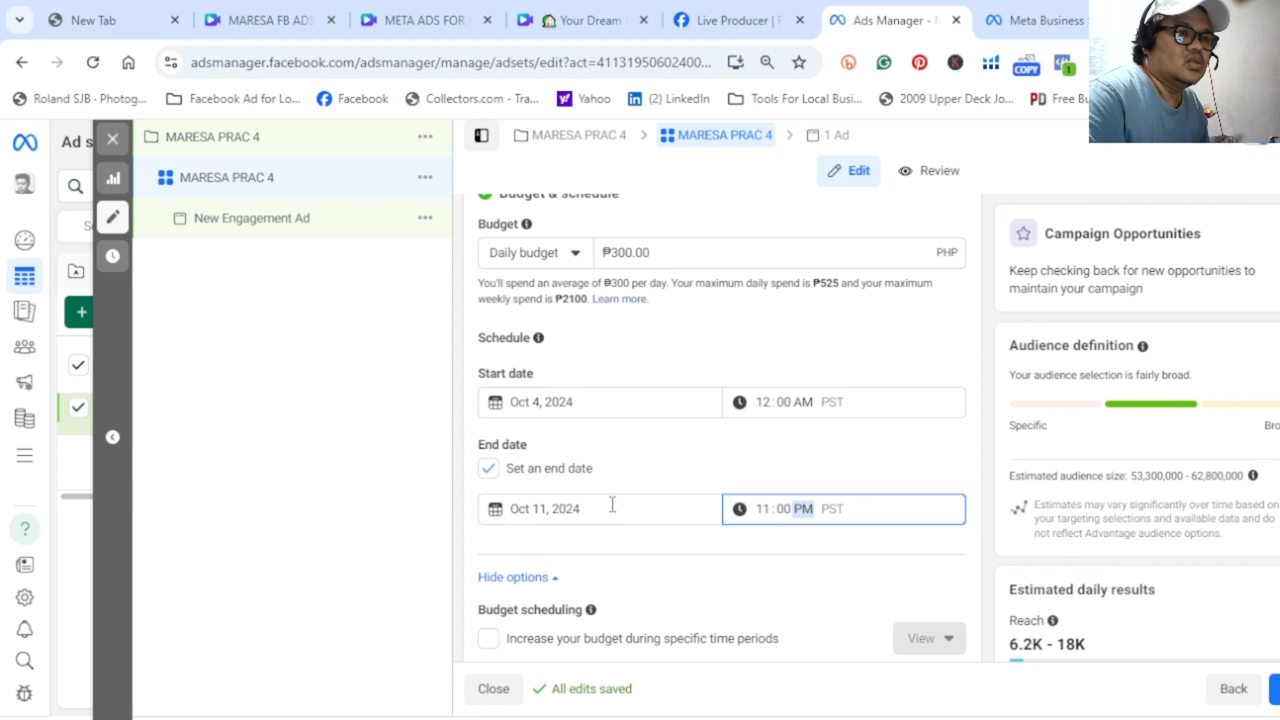 New Tab
MARESA FB ADS
META ADS FOR
Your Dream
Live Producer | F
Ads Manager - M
Meta Business
adsmanager.facebook.com/adsmanager/manage/adsets/edit?act=41131950602400...
COPY
1
Roland SJB · Photog...
Facebook Ad for Lo...
Facebook
Collectors.com - Tra...
Yahoo
(2) LinkedIn
Tools For Local Busi...
2009 Upper Deck Jo...
PD Free Bu
Ad s
MARESA PRAC 4
MARESA PRAC 4
New Engagement Ad
MARESA PRAC 4
MARESA PRAC 4
1 Ad
Edit
Review
Budget & schedule
Budget
Daily budget
₱300.00
PHP
You'll spend an average of ₱300 per day. Your maximum daily spend is ₱525 and your maximum
weekly spend is ₱2100. Learn more.
Schedule
Start date
Oct 4, 2024
12:00 AM PST
End date
Set an end date
Oct 11, 2024
11:00 PM PST
Hide options
Budget scheduling
Increase your budget during specific time periods
View
Close
All edits saved
Back
Campaign Opportunities
Keep checking back for new opportunities to
maintain your campaign
Audience definition
Your audience selection is fairly broad.
Specific
Bro
Estimated audience size: 53,300,000 - 62,800,000
Estimates may vary significantly over time based on
your targeting selections and available data and do
not reflect Advantage audience options.
Estimated daily results
Reach
6.2K - 18K